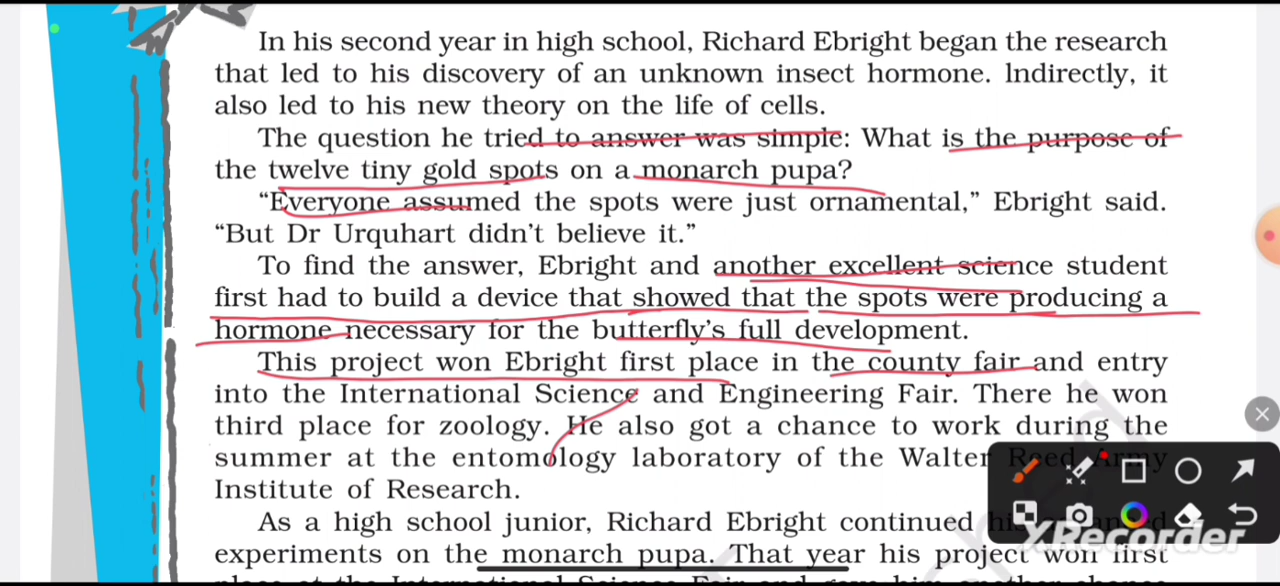 In his second year in high school, Richard Ebright began the research
that led to his discovery of an unknown insect hormone. Indirectly, it
also led to his new theory on the life of cells.
The question he tried to answer was simple: What is the purpose of
the twelve tiny gold spots on a monarch pupa?
“Everyone assumed the spots were just ornamental,” Ebright said.
“But Dr Urquhart didn’t believe it.”
To find the answer, Ebright and another excellent science student
first had to build a device that showed that the spots were producing a
hormone necessary for the butterfly’s full development.
This project won Ebright first place in the county fair and entry
into the International Science and Engineering Fair. There he won
third place for zoology. He also got a chance to work during the
summer at the entomology laboratory of the Walter Reed Army
Institute of Research.
As a high school junior, Richard Ebright continued his
experiments on the monarch pupa. That year his project won first
XRecorder